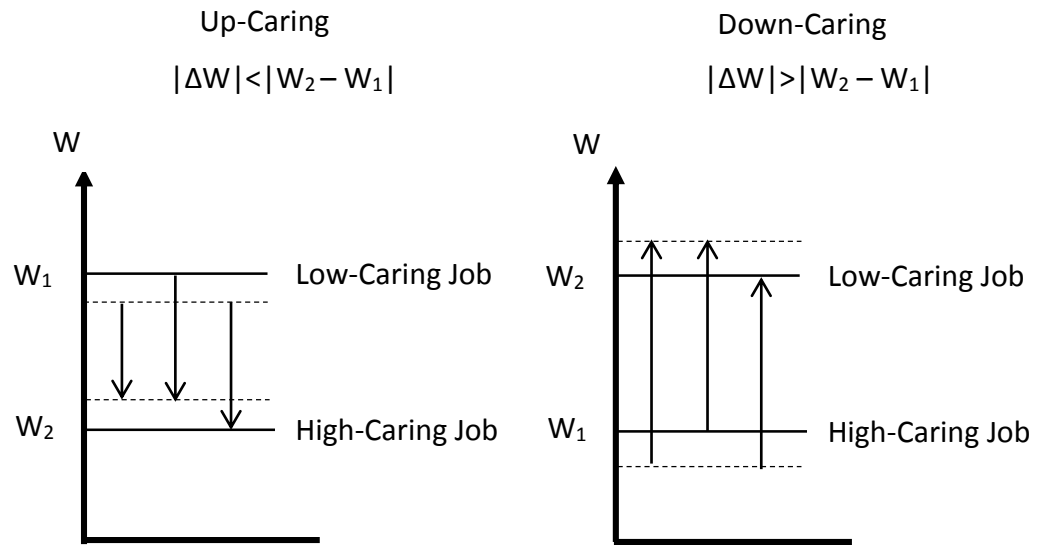 Up-Caring
|ΔW|<|W₂ – W₁|
W
W₁
Low-Caring Job
W₂
High-Caring Job
Down-Caring
|ΔW|>|W₂ – W₁|
W
W₂
Low-Caring Job
W₁
High-Caring Job